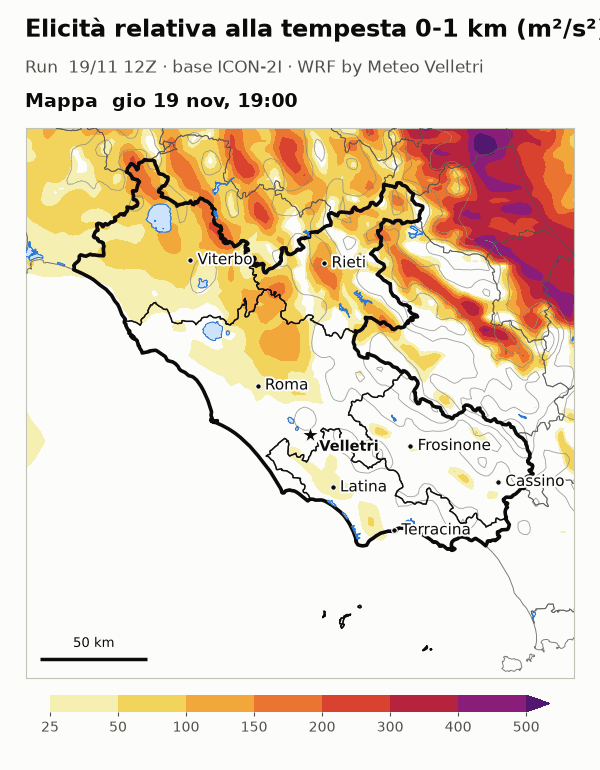 Elicità relativa alla tempesta 0-1 km (m²/s²)
Run  19/11 12Z · base ICON-2I · WRF by Meteo Velletri
Mappa  gio 19 nov, 19:00
Viterbo
Rieti
Roma
Velletri
Frosinone
Latina
Cassino
Terracina
50 km
25 50 100 150 200 300 400 500